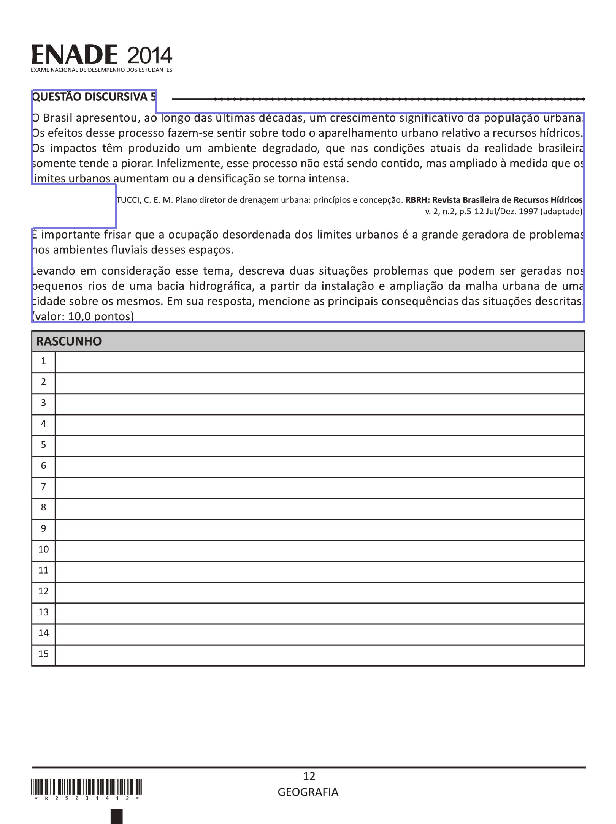 ENADE 2014
EXAME NACIONAL DE DESEMPENHO DOS ESTUDANTES
QUESTÃO DISCURSIVA 5
O Brasil apresentou, ao longo das últimas décadas, um crescimento significativo da população urbana.
Os efeitos desse processo fazem-se sentir sobre todo o aparelhamento urbano relativo a recursos hídricos.
Os impactos têm produzido um ambiente degradado, que nas condições atuais da realidade brasileira
somente tende a piorar. Infelizmente, esse processo não está sendo contido, mas ampliado à medida que os
limites urbanos aumentam ou a densificação se torna intensa.
TUCCI, C. E. M. Plano diretor de drenagem urbana: princípios e concepção. RBRH: Revista Brasileira de Recursos Hídricos.
v. 2, n.2, p.5-12 Jul/Dez. 1997 (adaptado).
É importante frisar que a ocupação desordenada dos limites urbanos é a grande geradora de problemas
nos ambientes fluviais desses espaços.
Levando em consideração esse tema, descreva duas situações problemas que podem ser geradas nos
pequenos rios de uma bacia hidrográfica, a partir da instalação e ampliação da malha urbana de uma
cidade sobre os mesmos. Em sua resposta, mencione as principais consequências das situações descritas.
(valor: 10,0 pontos)
RASCUNHO
1
2
3
4
5
6
7
8
9
10
11
12
13
14
15
12
GEOGRAFIA